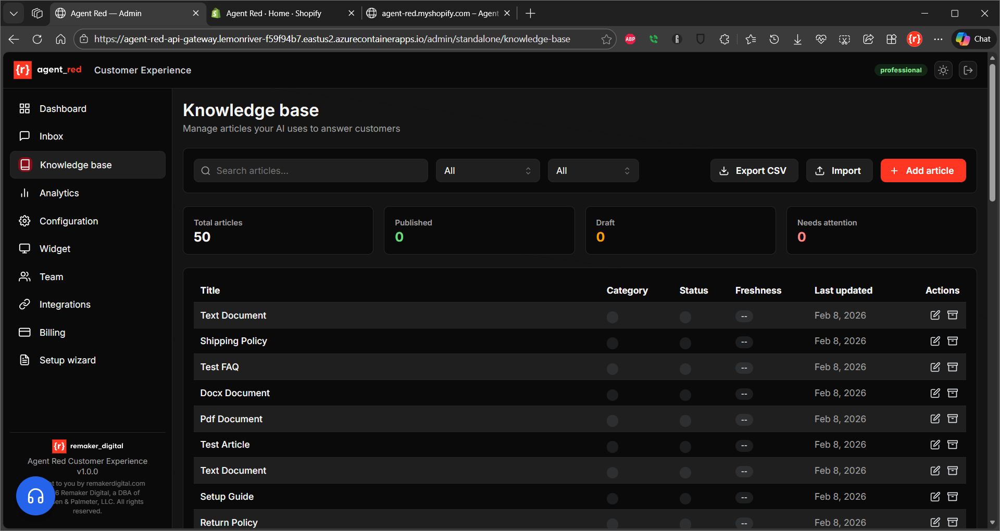 Agent Red — Admin
Agent Red · Home · Shopify
agent-red.myshopify.com – Agent
https://agent-red-api-gateway.lemonriver-f59f94b7.eastus2.azurecontainerapps.io/admin/standalone/knowledge-base
ABP
{r}
Chat
{r} agent_red
Customer Experience
professional
Dashboard
Inbox
Knowledge base
Analytics
Configuration
Widget
Team
Integrations
Billing
Setup wizard
{r} remaker_digital
Agent Red Customer Experience
v1.0.0
to you by remakerdigital.com
6 Remaker Digital, a DBA of
& Palmeter, LLC. All rights
reserved.
Knowledge base
Manage articles your AI uses to answer customers
Search articles...
All
All
Export CSV
Import
+ Add article
Total articles
50
Published
0
Draft
0
Needs attention
0
Title Category Status Freshness Last updated Actions
Text Document -- Feb 8, 2026
Shipping Policy -- Feb 8, 2026
Test FAQ -- Feb 8, 2026
Docx Document -- Feb 8, 2026
Pdf Document -- Feb 8, 2026
Test Article -- Feb 8, 2026
Text Document -- Feb 8, 2026
Setup Guide -- Feb 8, 2026
Return Policy -- Feb 8, 2026